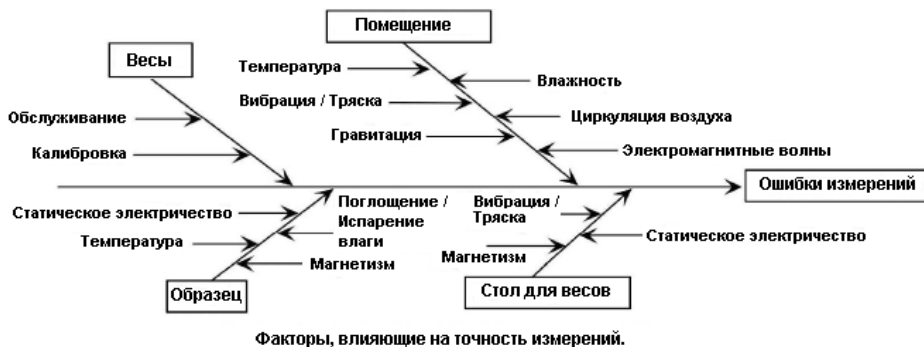 Помещение
Весы
Температура
Влажность
Вибрация / Тряска
Обслуживание
Циркуляция воздуха
Гравитация
Калибровка
Электромагнитные волны
Ошибки измерений
Поглощение /
Испарение
влаги
Вибрация /
Тряска
Статическое электричество
Статическое электричество
Температура
Магнетизм
Магнетизм
Образец
Стол для весов
Факторы, влияющие на точность измерений.